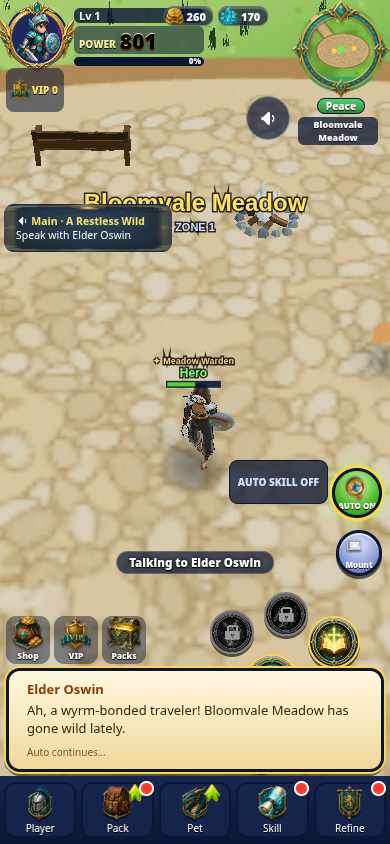 Lv 1
260
170
POWER 801
0%
VIP 0
Peace
Bloomvale
Meadow
Bloomvale Meadow
Main · A Restless Wild
Speak with Elder Oswin
ZONE 1
✦ Meadow Warden
Hero
AUTO SKILL OFF
AUTO ON
Mount
Talking to Elder Oswin
Shop
VIP
VIP
Packs
Elder Oswin
Ah, a wyrm-bonded traveler! Bloomvale Meadow has
gone wild lately.
Auto continues...
Player
Pack
Pet
Skill
Refine